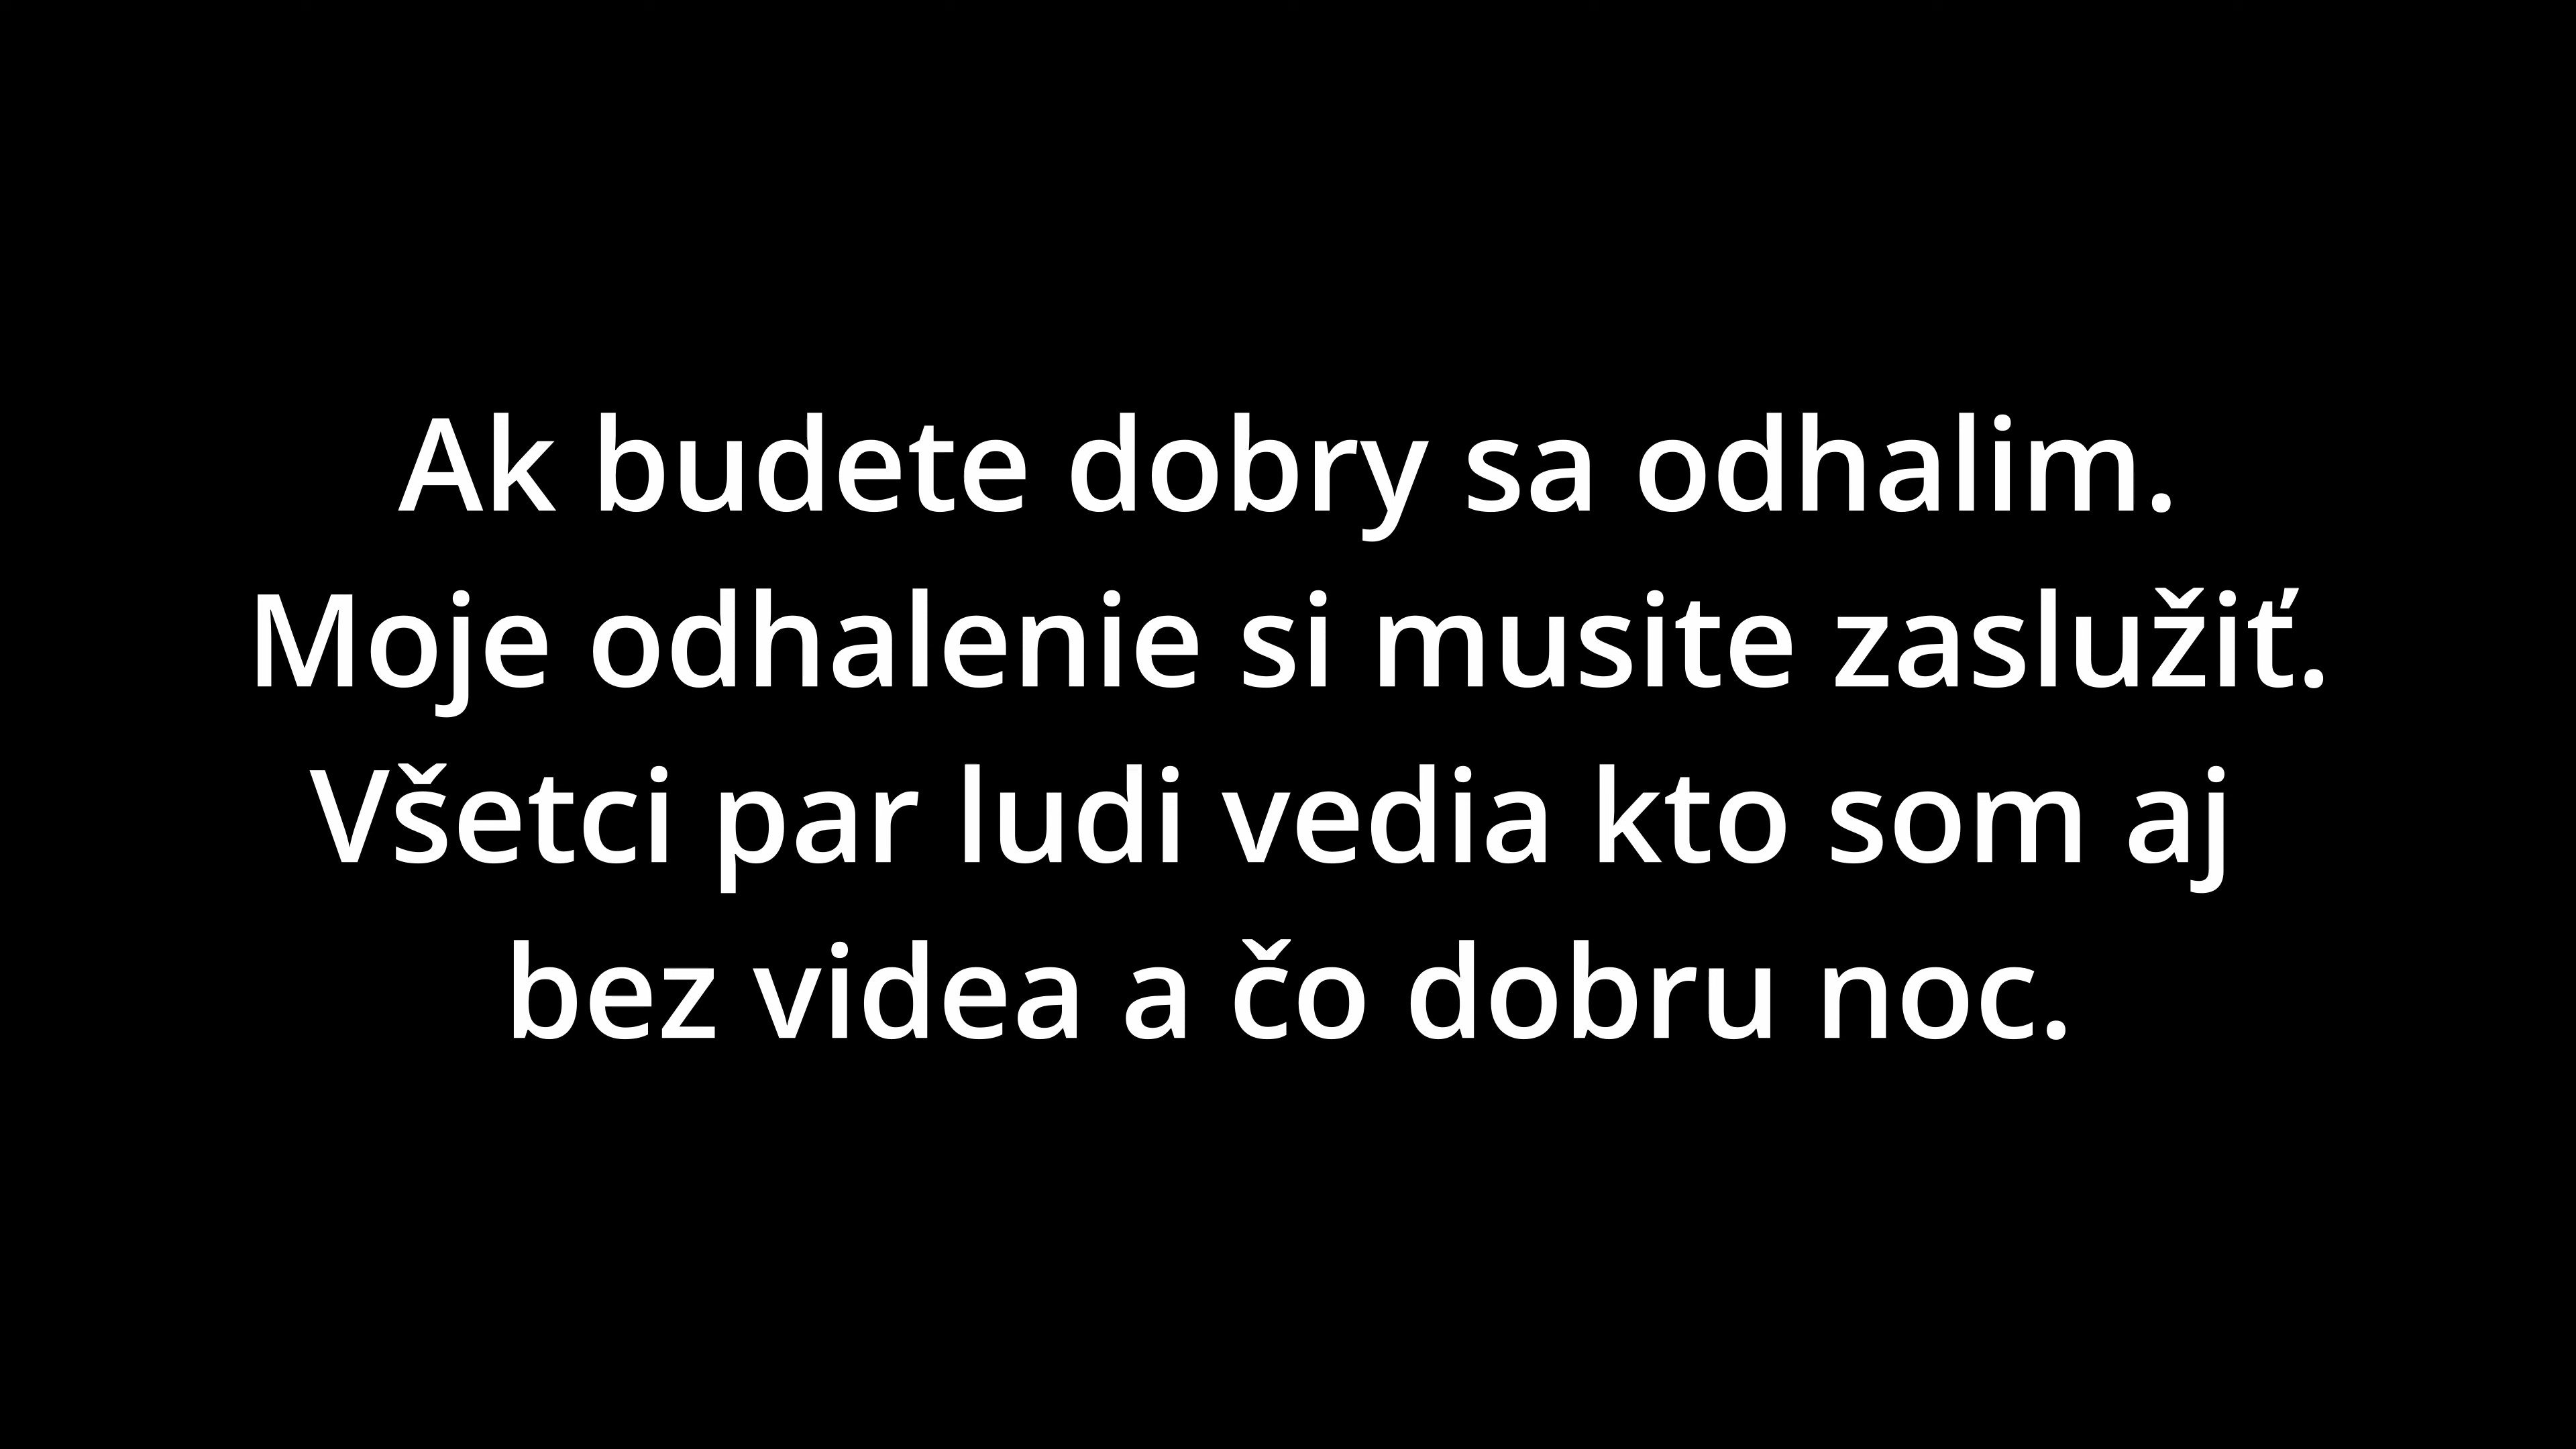 Ak budete dobry sa odhalim.
Moje odhalenie si musite zaslužiť.
Všetci par ludi vedia kto som aj
bez videa a čo dobru noc.